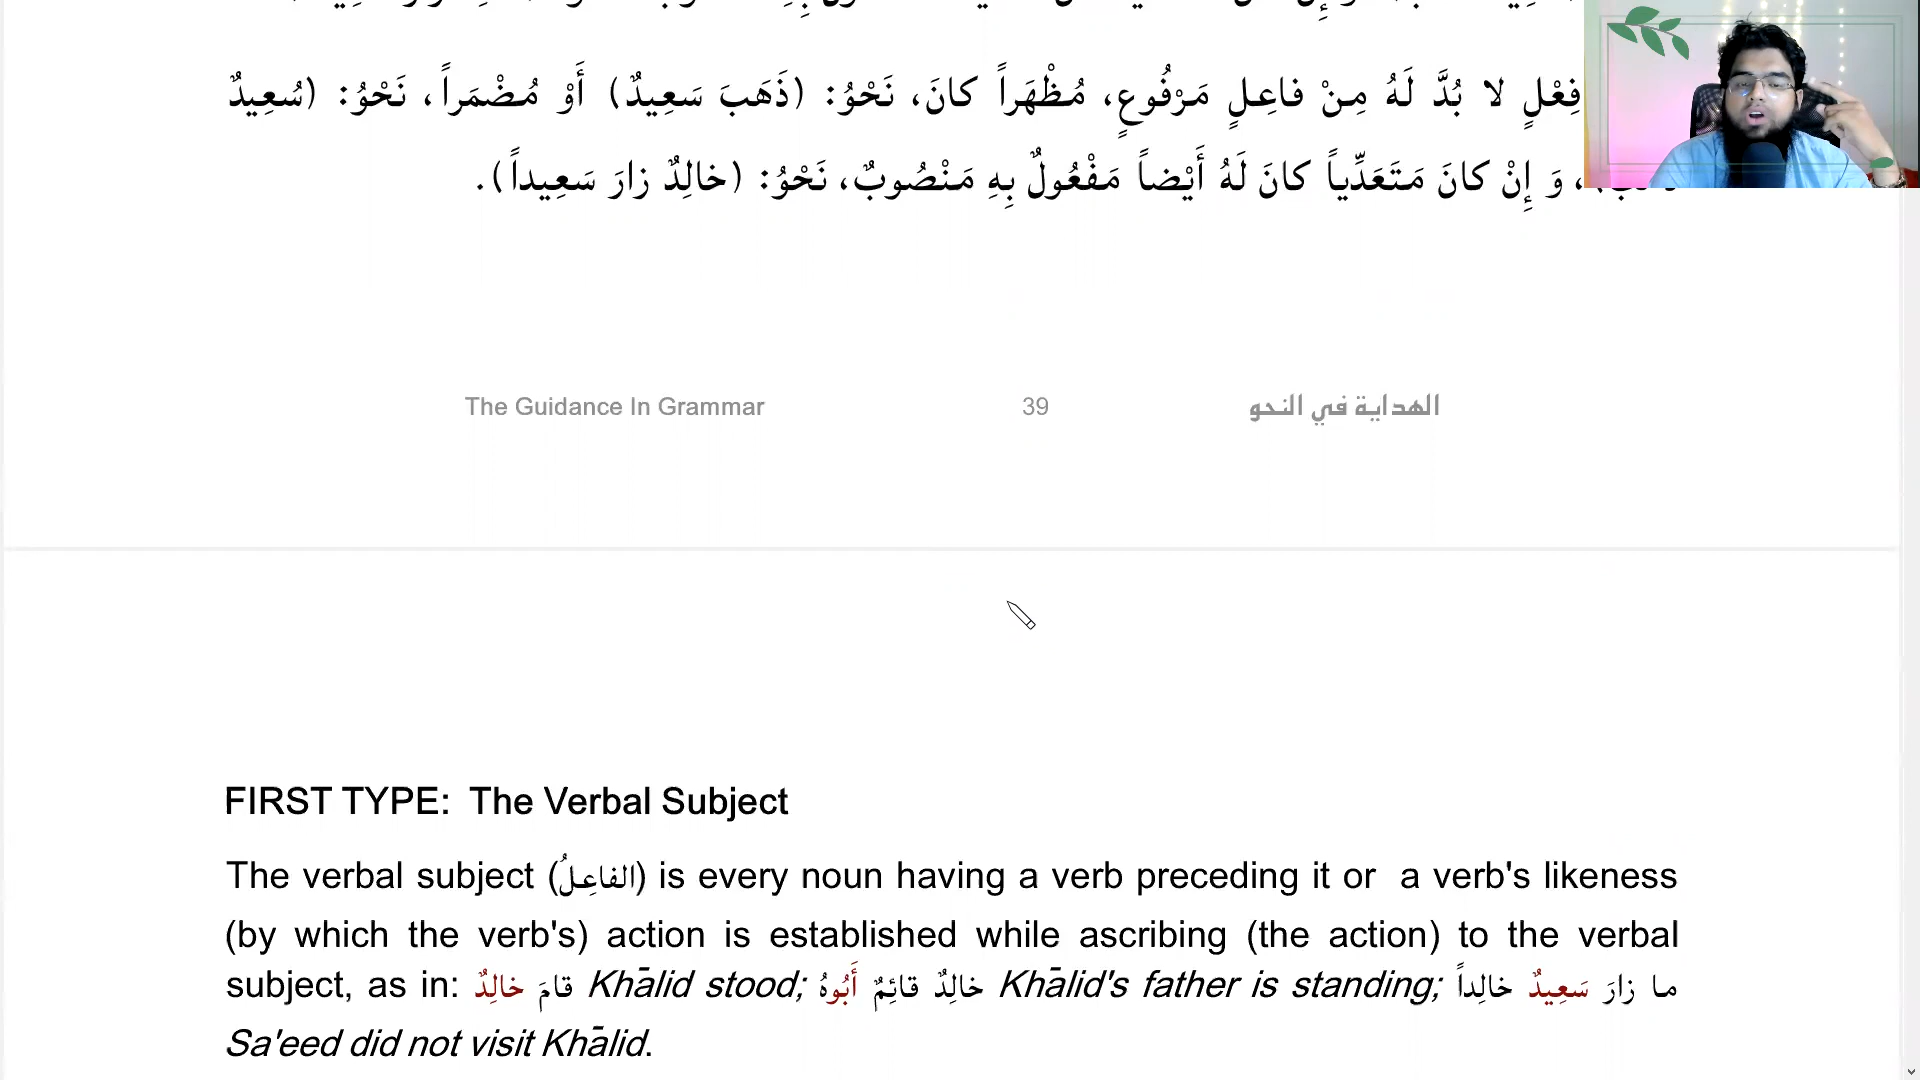 فِعْلٍ لا بُدَّ لَهُ مِنْ فاعِلٍ مَرْفُوعٍ، مُظْهَراً كانَ، نَحْوُ: (ذَهَبَ سَعِيدٌ) أَوْ مُضْمَراً، نَحْوُ: (سُعِيدٌ
، وَ إِنْ كانَ مَتَعَدِّياً كانَ لَهُ أَيْضاً مَفْعُولٌ بِهِ مَنْصُوبٌ، نَحْوُ: (خالِدٌ زارَ سَعِيداً).
The Guidance In Grammar 39 الهداية في النحو
FIRST TYPE: The Verbal Subject
The verbal subject (الفاعِلُ) is every noun having a verb preceding it or a verb's likeness
(by which the verb's) action is established while ascribing (the action) to the verbal
subject, as in: قامَ خالِدٌ Khālid stood; خالِدٌ قائِمٌ أَبُوهُ Khālid's father is standing; ما زارَ سَعِيدٌ خالِداً
Sa'eed did not visit Khālid.